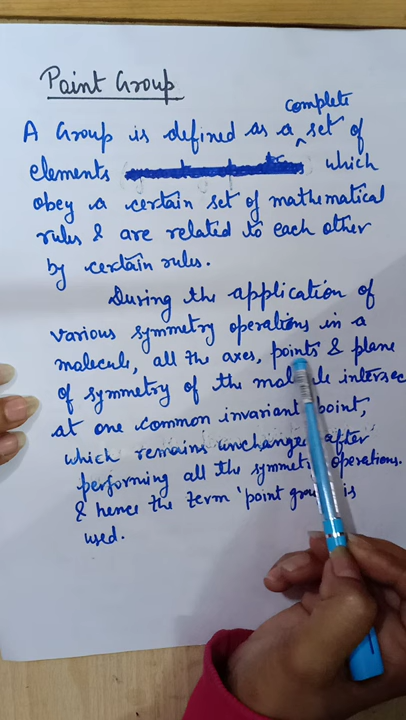 Point Group
complete
A Group is defined as a ^ set of
elements which
obey a certain set of mathematical
rules & are related to each other
by certain rules.
During the application of
various symmetry operations in a
molecule, all the axes, points & plane
of symmetry of the molecule intersec
at one common invariant point,
which remains unchanged after
performing all the symmetry operations.
& hence the term 'point group' is
used.